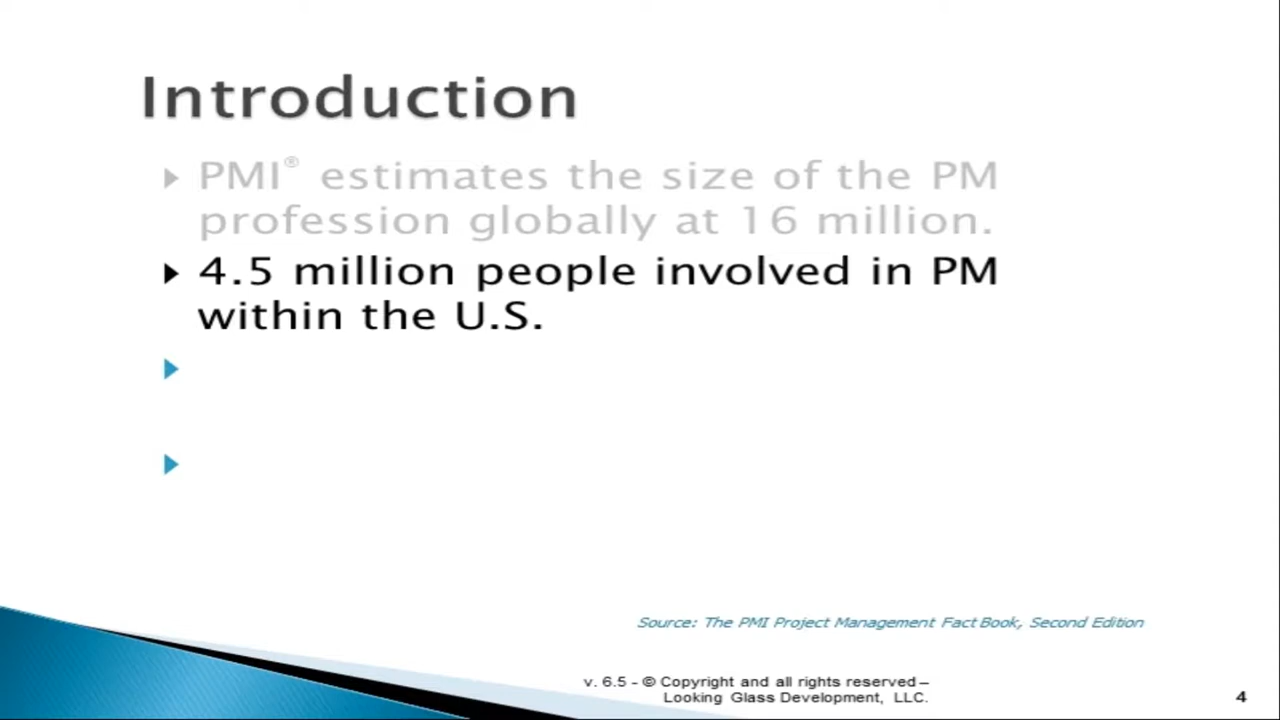 Introduction
PMI® estimates the size of the PM
profession globally at 16 million.
4.5 million people involved in PM
within the U.S.
Source: The PMI Project Management Fact Book, Second Edition
v. 6.5 - © Copyright and all rights reserved –
Looking Glass Development, LLC.
4